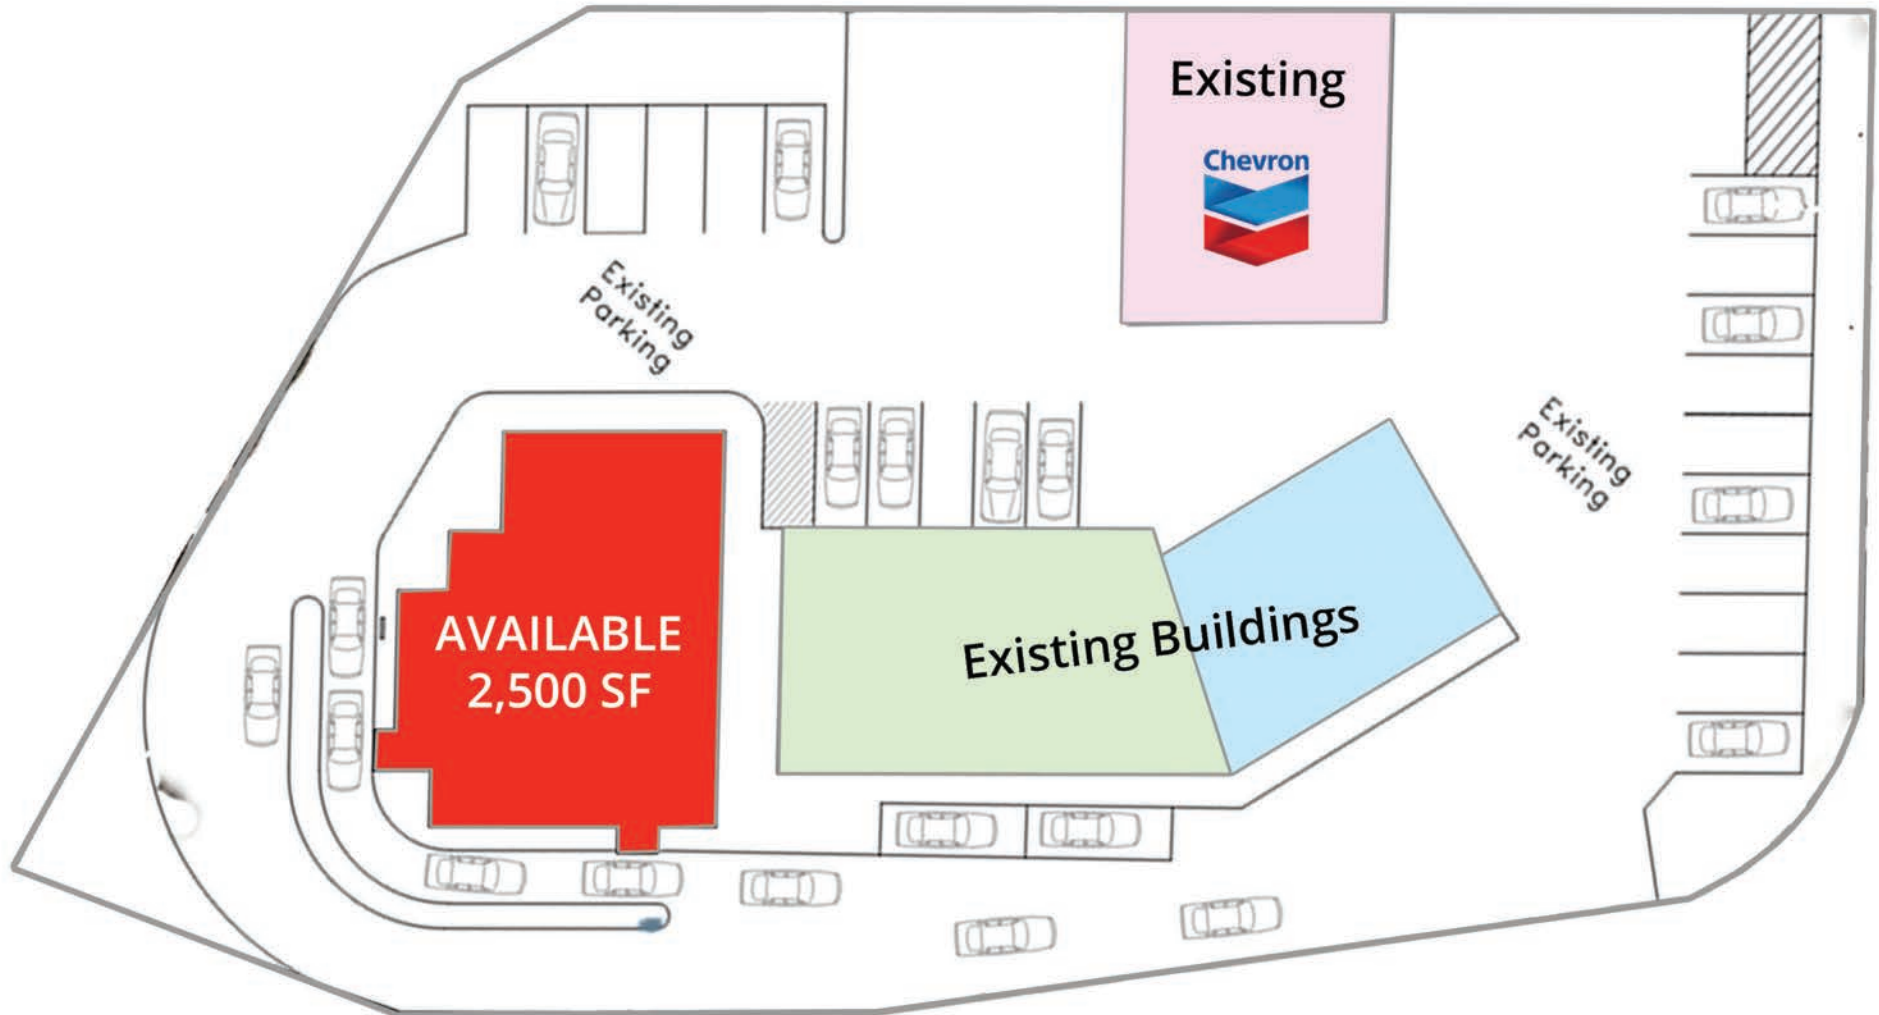 Existing
Chevron
Existing
Parking
Existing
Parking
AVAILABLE
2,500 SF
Existing Buildings